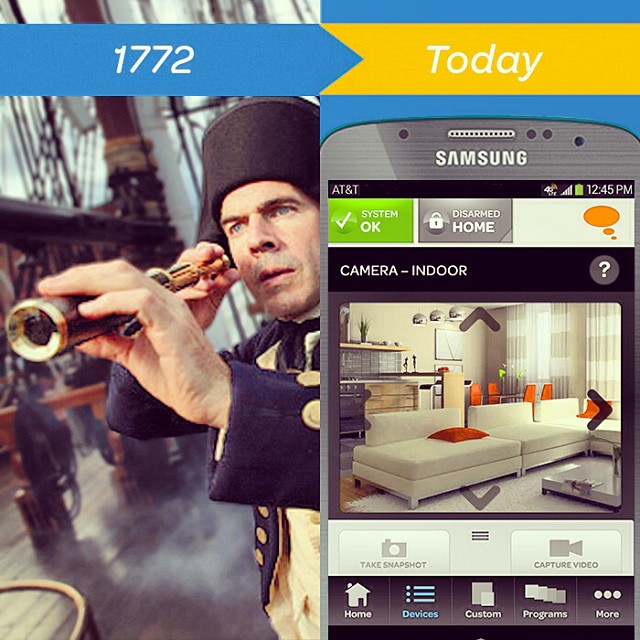 1772
Today
SAMSUNG
AT&T
4G
LTE
12:45 PM
SYSTEM
OK
DISARMED
HOME
CAMERA – INDOOR
?
TAKE SNAPSHOT
CAPTURE VIDEO
Home
Devices
Custom
Programs
More